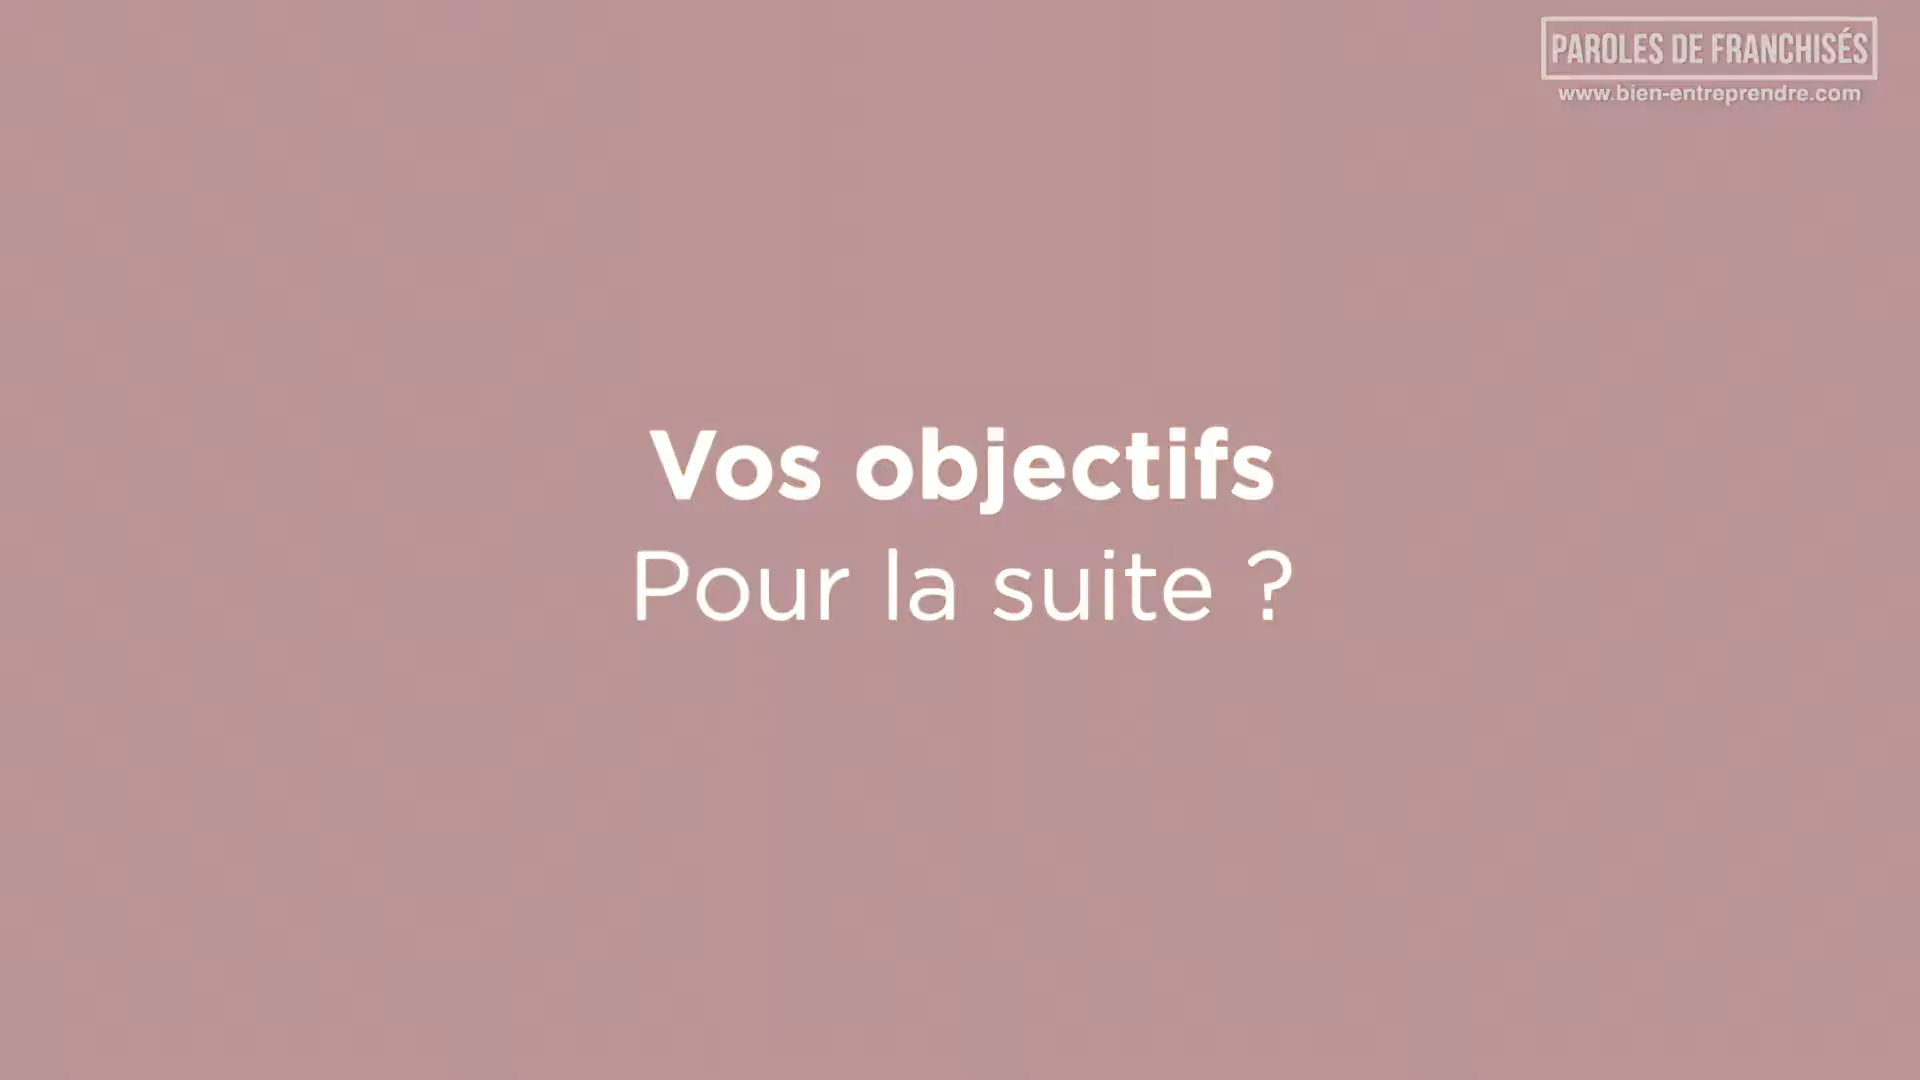 PAROLES DE FRANCHISÉS
www.bien-entreprendre.com
Vos objectifs
Pour la suite ?